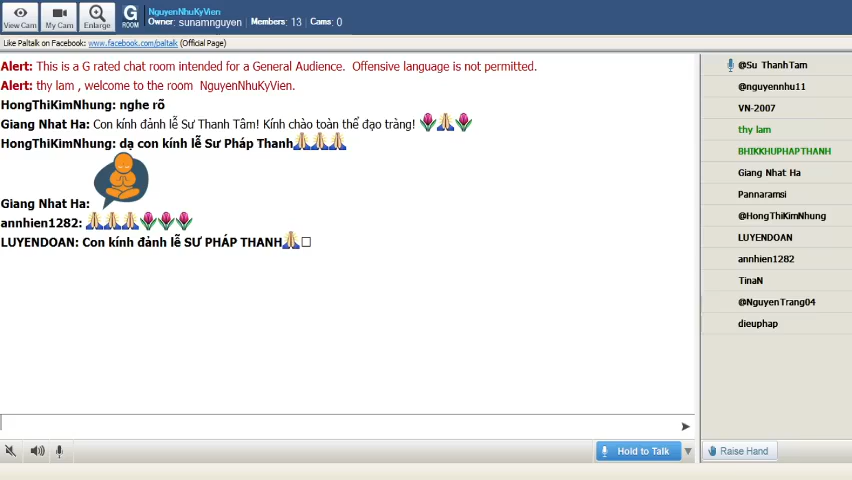 View Cam
My Cam
Enlarge
G
ROOM
NguyenNhuKyVien
Owner: sunamnguyen Members: 13 Cams: 0
Like Paltalk on Facebook: www.facebook.com/paltalk (Official Page)
Alert: This is a G rated chat room intended for a General Audience. Offensive language is not permitted.
Alert: thy lam , welcome to the room NguyenNhuKyVien.
HongThiKimNhung: nghe rõ
Giang Nhat Ha: Con kính đảnh lễ Sư Thanh Tâm! Kính chào toàn thể đạo tràng! 🌷🙏🌷
HongThiKimNhung: dạ con kính lễ Sư Pháp Thanh🙏🙏🙏
Giang Nhat Ha:
annhien1282: 🙏🙏🙏🌷🌷🌷
LUYENDOAN: Con kính đảnh lễ SƯ PHÁP THANH🙏
@Su ThanhTam
@nguyennhu11
VN-2007
thy lam
BHIKKHUPHAPTHANH
Giang Nhat Ha
Pannaramsi
@HongThiKimNhung
LUYENDOAN
annhien1282
TinaN
@NguyenTrang04
dieuphap
Hold to Talk
Raise Hand